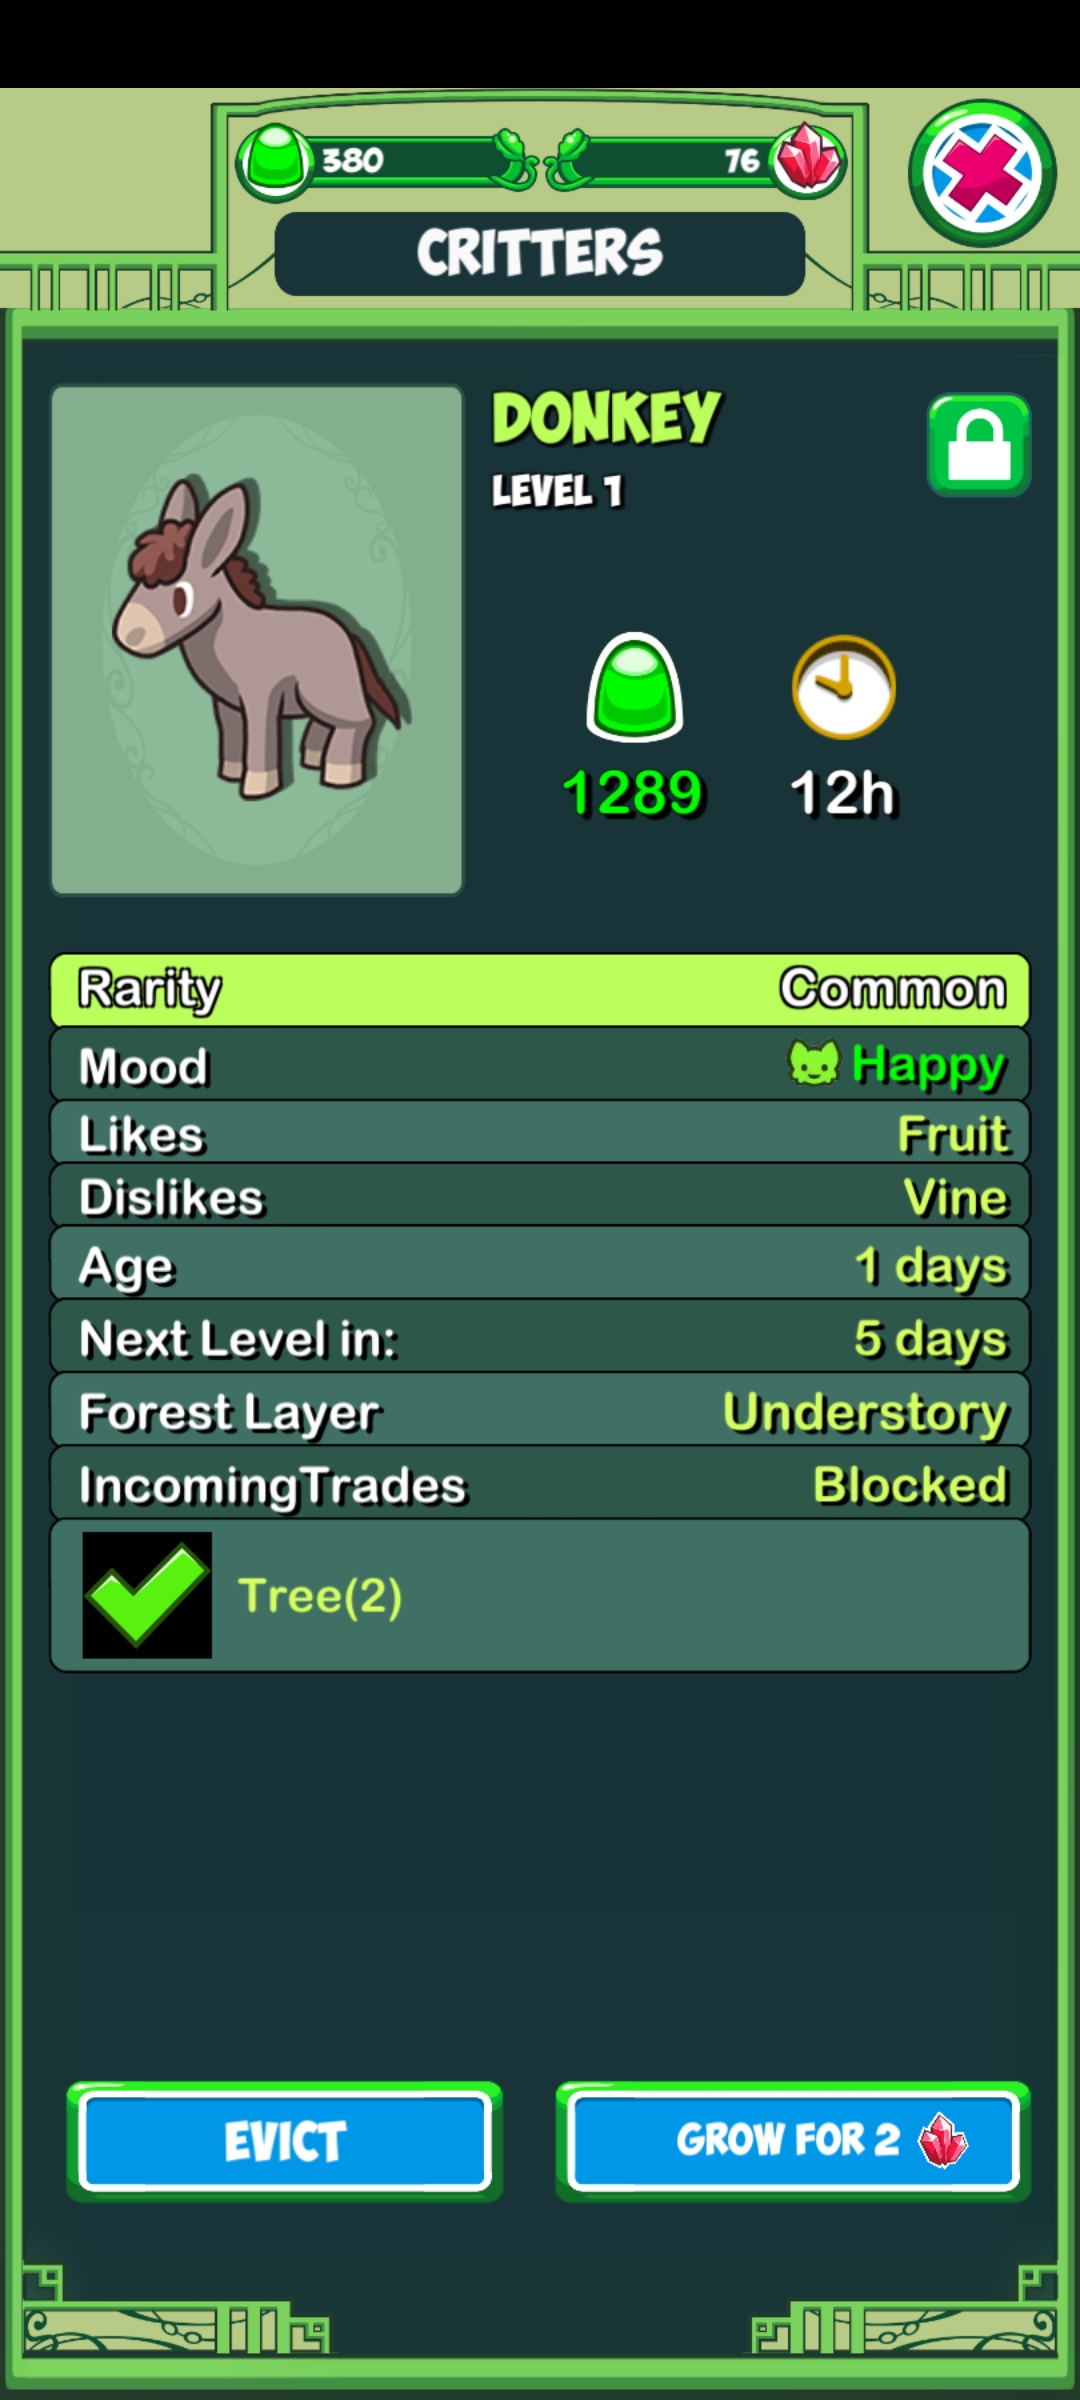 380
76
CRITTERS
DONKEY
LEVEL 1
1289
12h
Rarity Common
Mood Happy
Likes Fruit
Dislikes Vine
Age 1 days
Next Level in: 5 days
Forest Layer Understory
IncomingTrades Blocked
Tree(2)
EVICT
GROW FOR 2